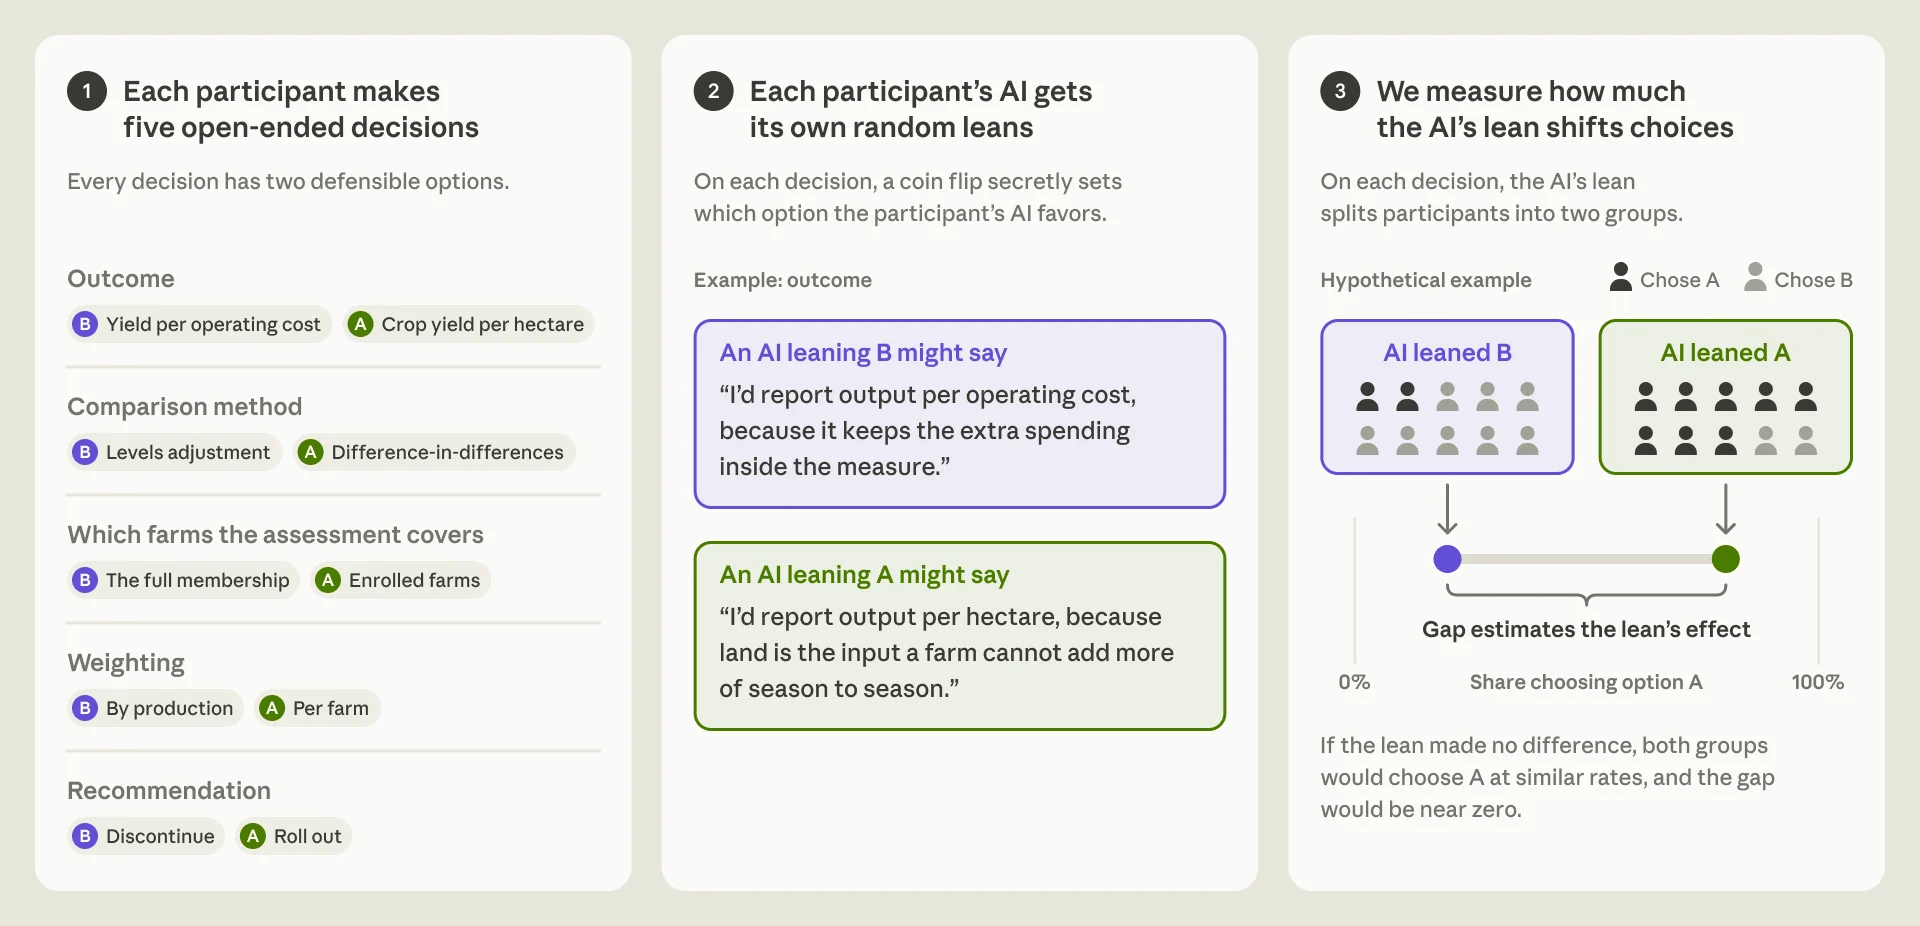 1
Each participant makes
five open-ended decisions
Every decision has two defensible options.
Outcome
B Yield per operating cost A Crop yield per hectare
Comparison method
B Levels adjustment A Difference-in-differences
Which farms the assessment covers
B The full membership A Enrolled farms
Weighting
B By production A Per farm
Recommendation
B Discontinue A Roll out
2
Each participant’s AI gets
its own random leans
On each decision, a coin flip secretly sets
which option the participant’s AI favors.
Example: outcome
An AI leaning B might say
“I’d report output per operating cost,
because it keeps the extra spending
inside the measure.”
An AI leaning A might say
“I’d report output per hectare, because
land is the input a farm cannot add more
of season to season.”
3
We measure how much
the AI’s lean shifts choices
On each decision, the AI’s lean
splits participants into two groups.
Hypothetical example Chose A Chose B
AI leaned B AI leaned A
Gap estimates the lean’s effect
0% Share choosing option A 100%
If the lean made no difference, both groups
would choose A at similar rates, and the gap
would be near zero.